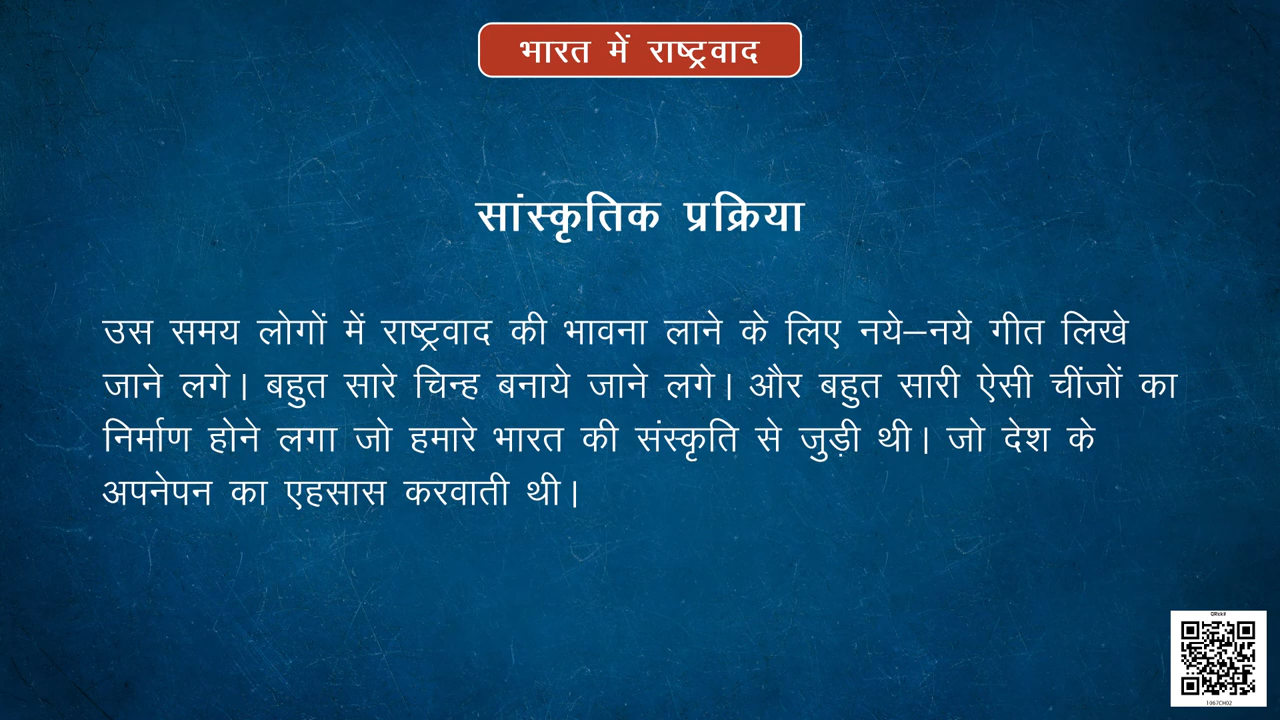 भारत में राष्ट्रवाद
सांस्कृतिक प्रक्रिया
उस समय लोगों में राष्ट्रवाद की भावना लाने के लिए नये–नये गीत लिखे
जाने लगे। बहुत सारे चिन्ह बनाये जाने लगे। और बहुत सारी ऐसी चींजों का
निर्माण होने लगा जो हमारे भारत की संस्कृति से जुड़ी थी। जो देश के
अपनेपन का एहसास करवाती थी।
1067CH02